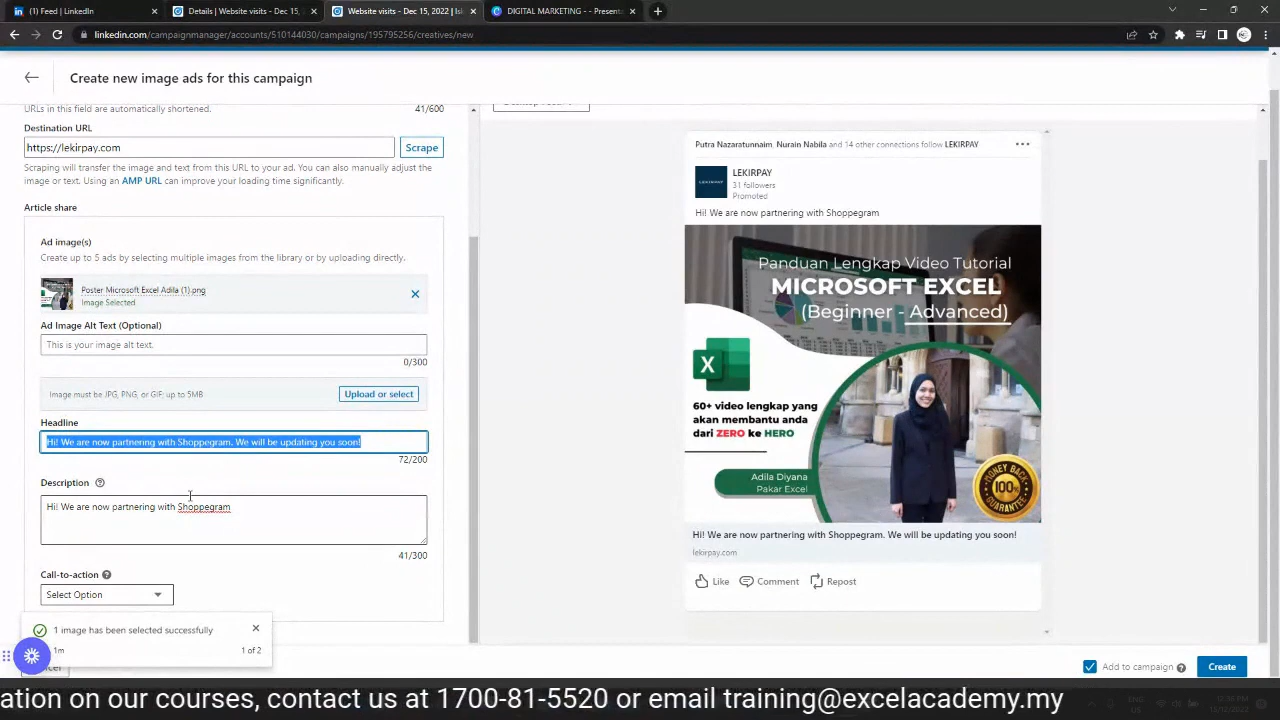 (1) Feed | LinkedIn
Details | Website visits - Dec 15,
Website visits - Dec 15, 2022 | Isk
DIGITAL MARKETING - - Presenta
linkedin.com/campaignmanager/accounts/510144030/campaigns/195795256/creatives/new
Create new image ads for this campaign
URLs in this field are automatically shortened.
41/600
Destination URL
https://lekirpay.com
Scrape
Scraping will transfer the image and text from this URL to your ad. You can also manually adjust the
image or text. Using an AMP URL can improve your loading time significantly.
Article share
Ad image(s)
Create up to 5 ads by selecting multiple images from the library or by uploading directly.
Poster Microsoft Excel Adila (1).png
Image Selected
Ad Image Alt Text (Optional)
This is your image alt text.
0/300
Image must be JPG, PNG, or GIF; up to 5MB
Upload or select
Headline
Hi! We are now partnering with Shoppegram. We will be updating you soon!
72/200
Description
Hi! We are now partnering with Shoppegram
41/300
Call-to-action
Select Option
1 image has been selected successfully
1m
1 of 2
Putra Nazaratunnaim, Nurain Nabila and 14 other connections follow LEKIRPAY
LEKIRPAY
31 followers
Promoted
Hi! We are now partnering with Shoppegram
Panduan Lengkap Video Tutorial
MICROSOFT EXCEL
(Beginner - Advanced)
X
60+ video lengkap yang
akan membantu anda
dari ZERO ke HERO
Adila Diyana
Pakar Excel
MONEY BACK
100%
Hi! We are now partnering with Shoppegram. We will be updating you soon!
lekirpay.com
Like
Comment
Repost
Add to campaign
Create
ation on our courses, contact us at 1700-81-5520 or email training@excelacademy.my
ENG
US